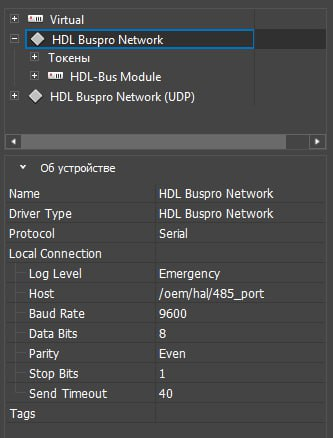 Virtual
HDL Buspro Network
Токены
HDL-Bus Module
HDL Buspro Network (UDP)
Об устройстве
Name HDL Buspro Network
Driver Type HDL Buspro Network
Protocol Serial
Local Connection
Log Level Emergency
Host /oem/hal/485_port
Baud Rate 9600
Data Bits 8
Parity Even
Stop Bits 1
Send Timeout 40
Tags